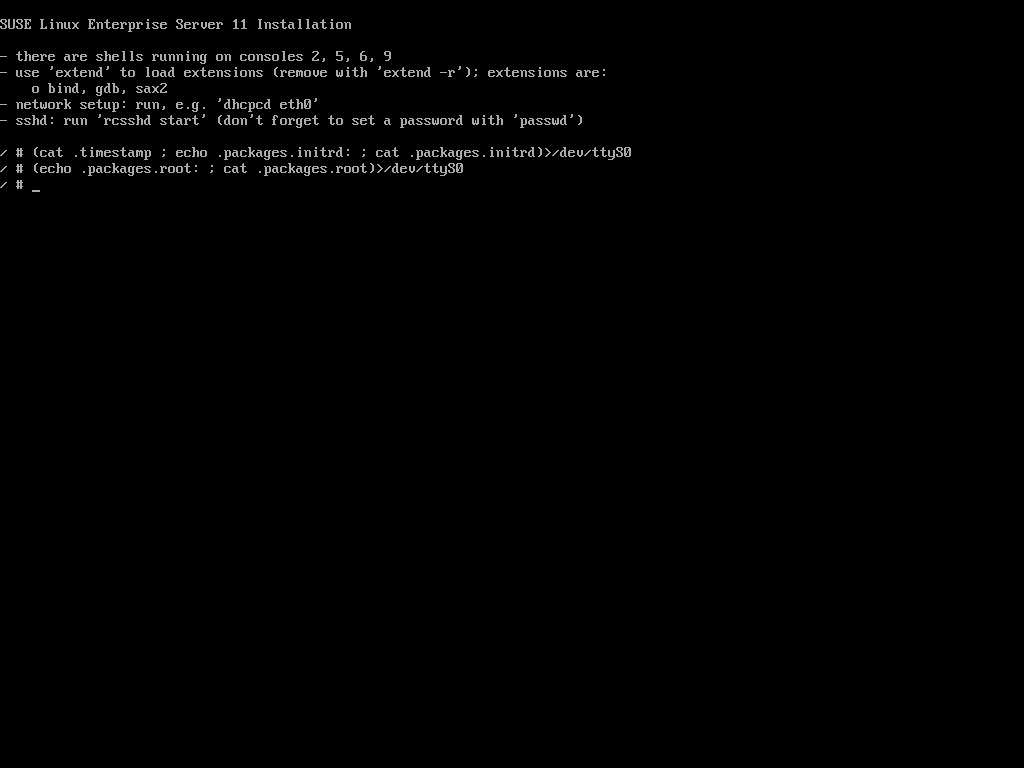 SUSE Linux Enterprise Server 11 Installation
- there are shells running on consoles 2, 5, 6, 9
- use 'extend' to load extensions (remove with 'extend -r'); extensions are:
o bind, gdb, sax2
- network setup: run, e.g. 'dhcpcd eth0'
- sshd: run 'rcsshd start' (don't forget to set a password with 'passwd')
/ # (cat .timestamp ; echo .packages.initrd: ; cat .packages.initrd)>/dev/ttyS0
/ # (echo .packages.root: ; cat .packages.root)>/dev/ttyS0
/ # _